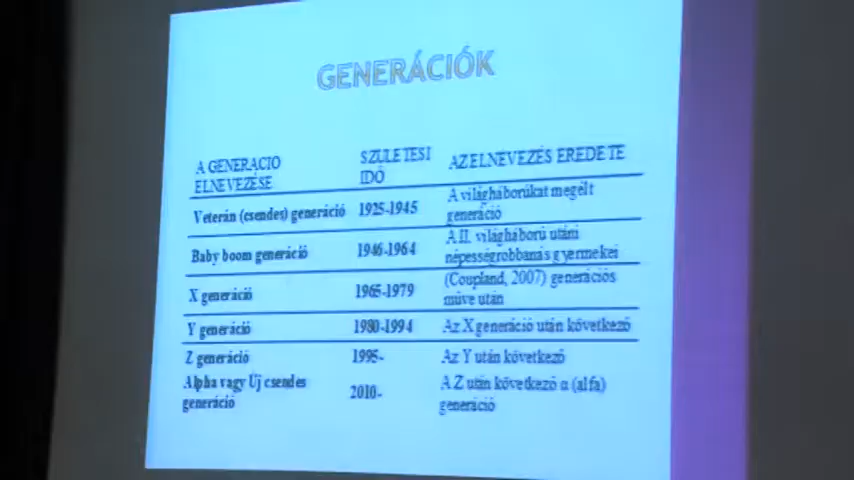 GENERÁCIÓK
A GENERÁCIÓ ELNEVEZÉSE
SZÜLETÉSI IDŐ
AZ ELNEVEZÉS EREDETE
Veterán (csendes) generáció 1925-1945 A világháborúkat megélt generáció
Baby boom generáció 1946-1964 A II. világháború utáni népességrobbanás gyermekei
X generáció 1965-1979 (Coupland, 2007) generációs műve után
Y generáció 1980-1994 Az X generáció után következő
Z generáció 1995- Az Y után következő
Alpha vagy Új csendes generáció 2010- A Z után következő α (alfa) generáció